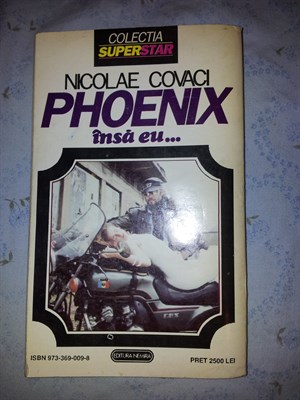 COLECTIA
SUPERSTAR
NICOLAE COVACI
PHOENIX
însă eu...
ISBN 973-369-009-8
EDITURA NEMIRA
PRET 2500 LEI